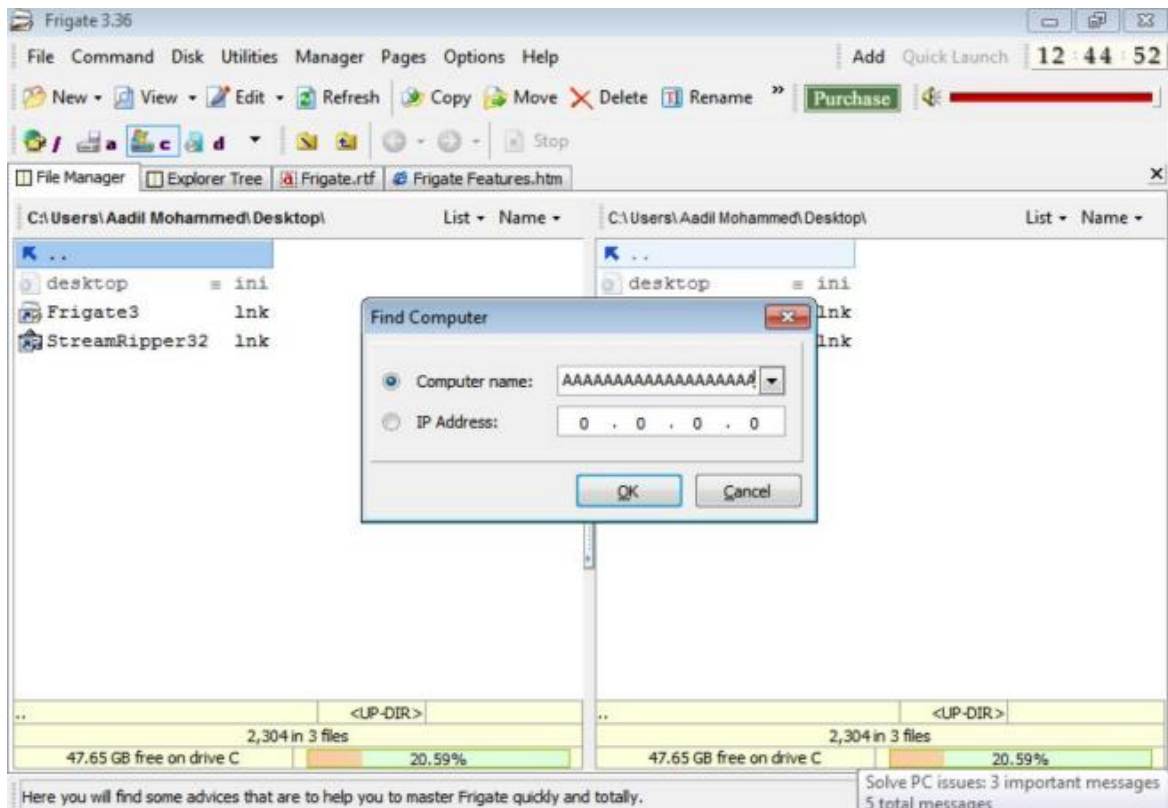 Frigate 3.36
File Command Disk Utilities Manager Pages Options Help
Add Quick Launch 12:44:52
New View Edit Refresh Copy Move Delete Rename » Purchase
/ a c d Stop
File Manager Explorer Tree Frigate.rtf Frigate Features.htm
C:\Users\Aadil Mohammed\Desktop\ List Name
C:\Users\Aadil Mohammed\Desktop\ List Name
..
desktop ini
Frigate3 lnk
StreamRipper32 lnk
..
desktop ini
lnk
lnk
Find Computer
Computer name: AAAAAAAAAAAAAAAAAAA
IP Address: 0 . 0 . 0 . 0
OK Cancel
.. <UP-DIR>
2,304 in 3 files
47.65 GB free on drive C 20.59%
.. <UP-DIR>
2,304 in 3 files
47.65 GB free on drive C 20.59%
Here you will find some advices that are to help you to master Frigate quickly and totally.
Solve PC issues: 3 important messages
5 total messages